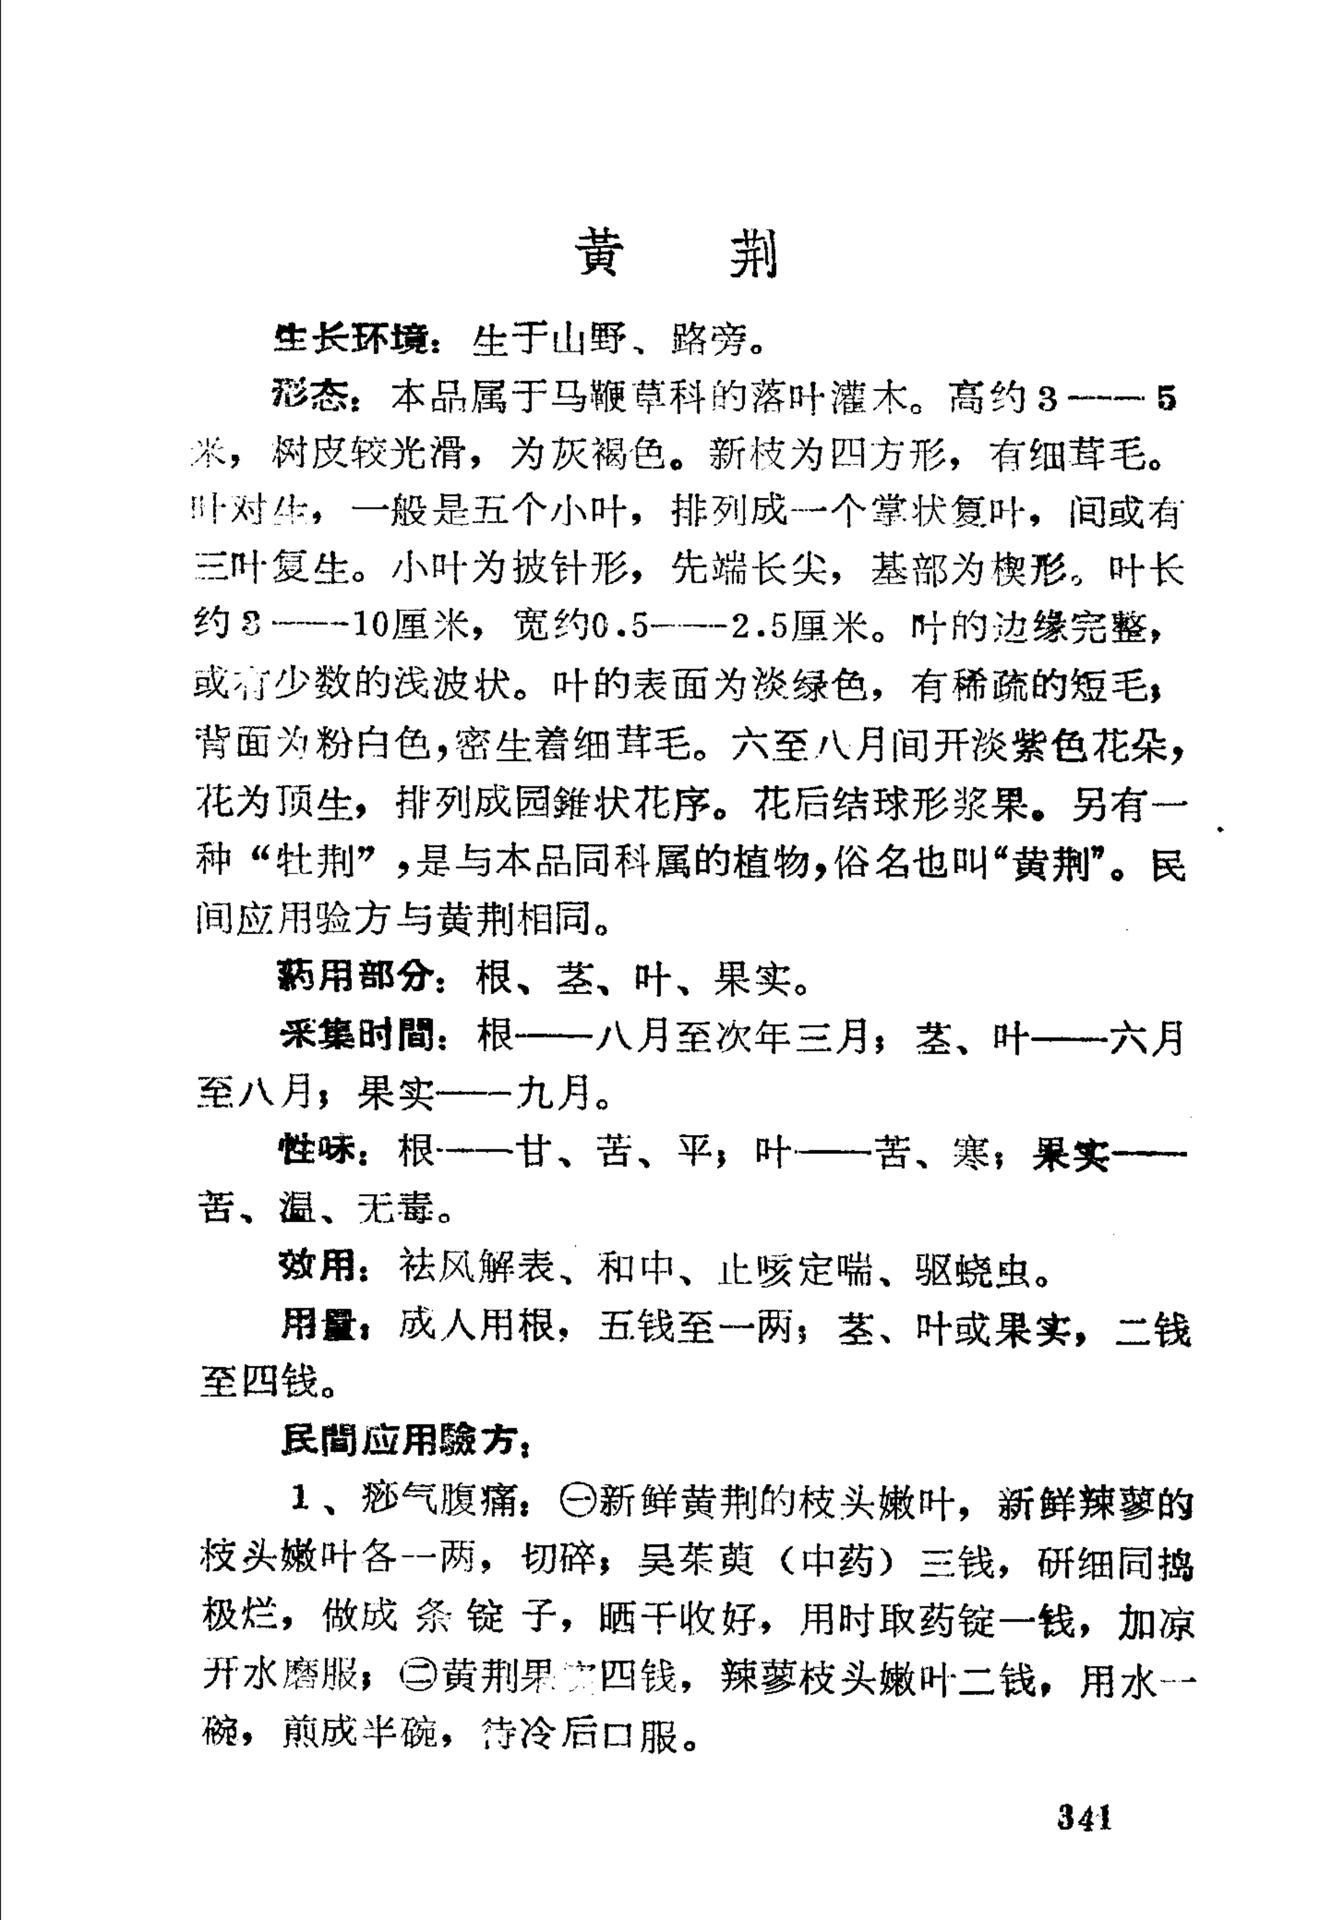 黄荆
生长环境：生于山野、路旁。
形态：本品属于马鞭草科的落叶灌木。高约3——5
米，树皮较光滑，为灰褐色。新枝为四方形，有细茸毛。
叶对生，一般是五个小叶，排列成一个掌状复叶，间或有
三叶复生。小叶为披针形，先端长尖，基部为楔形。叶长
约3——10厘米，宽约0.5——2.5厘米。叶的边缘完整，
或有少数的浅波状。叶的表面为淡绿色，有稀疏的短毛；
背面为粉白色，密生着细茸毛。六至八月间开淡紫色花朵，
花为顶生，排列成园錐状花序。花后结球形浆果。另有一
种“牡荆”，是与本品同科属的植物，俗名也叫“黄荆”。民
间应用验方与黄荆相同。
药用部分：根、茎、叶、果实。
采集时間：根——八月至次年三月；茎、叶——六月
至八月；果实——九月。
性味：根——甘、苦、平；叶——苦、寒；果实——
苦、温、无毒。
效用：祛风解表、和中、止咳定喘、驱蛲虫。
用量：成人用根，五钱至一两；茎、叶或果实，二钱
至四钱。
民間应用驗方：
1、痧气腹痛：㊀新鲜黄荆的枝头嫩叶，新鲜辣蓼的
枝头嫩叶各一两，切碎；吴茱萸（中药）三钱，研细同捣
极烂，做成条锭子，晒干收好，用时取药锭一钱，加凉
开水磨服；㊁黄荆果实四钱，辣蓼枝头嫩叶二钱，用水一
碗，煎成半碗，待冷后口服。
341